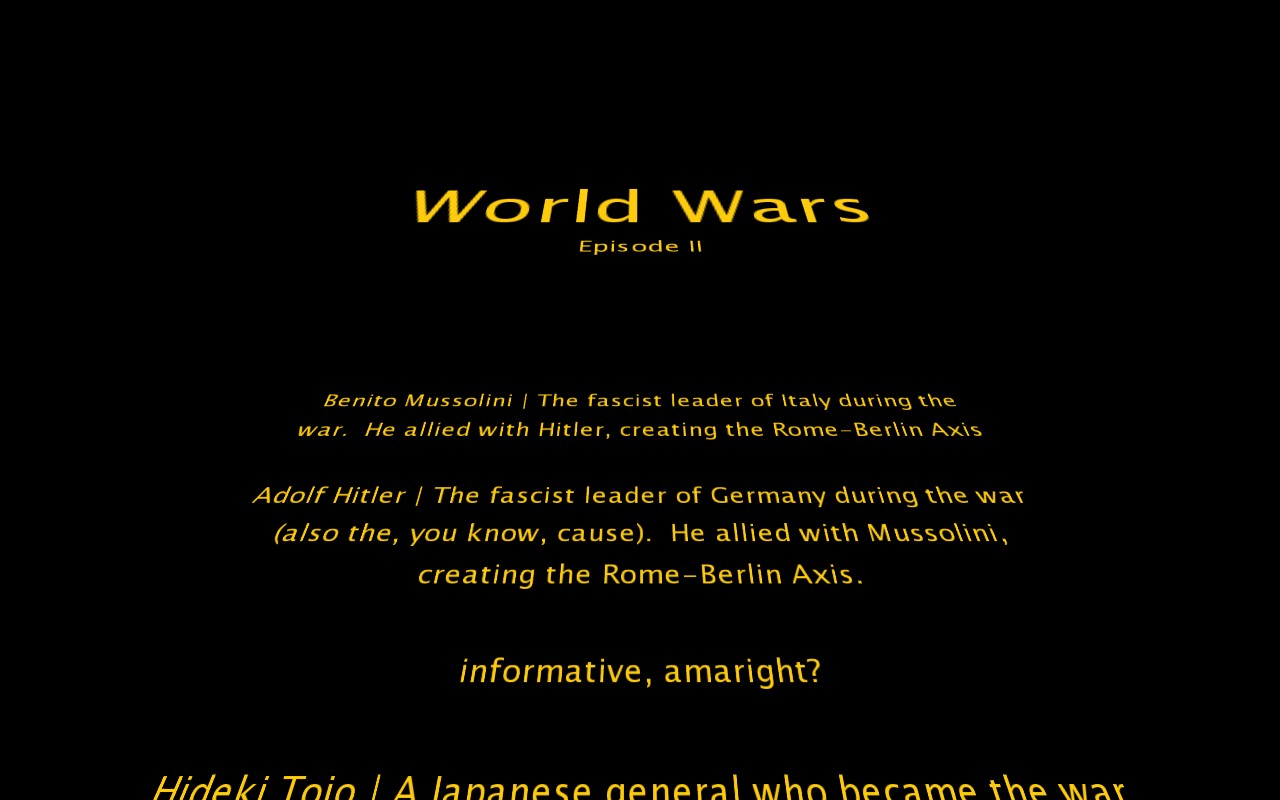 World Wars
Episode II
Benito Mussolini | The fascist leader of Italy during the
war.  He allied with Hitler, creating the Rome-Berlin Axis
Adolf Hitler | The fascist leader of Germany during the war
(also the, you know, cause).  He allied with Mussolini,
creating the Rome-Berlin Axis.
informative, amaright?
Hideki Tojo | A Japanese general who became the war